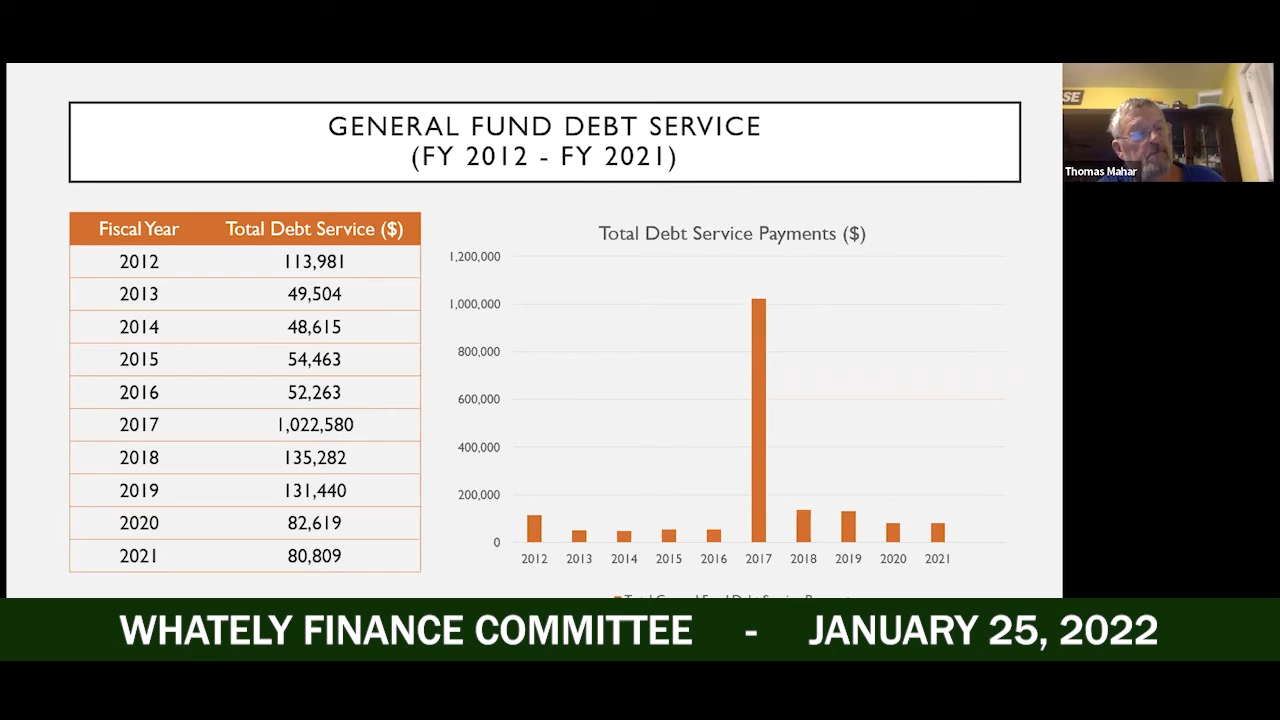 GENERAL FUND DEBT SERVICE
(FY 2012 - FY 2021)
SE
Thomas Mahar
Fiscal Year Total Debt Service ($)
2012 113,981
2013 49,504
2014 48,615
2015 54,463
2016 52,263
2017 1,022,580
2018 135,282
2019 131,440
2020 82,619
2021 80,809
Total Debt Service Payments ($)
1,200,000
1,000,000
800,000
600,000
400,000
200,000
0
2012 2013 2014 2015 2016 2017 2018 2019 2020 2021
WHATELY FINANCE COMMITTEE - JANUARY 25, 2022